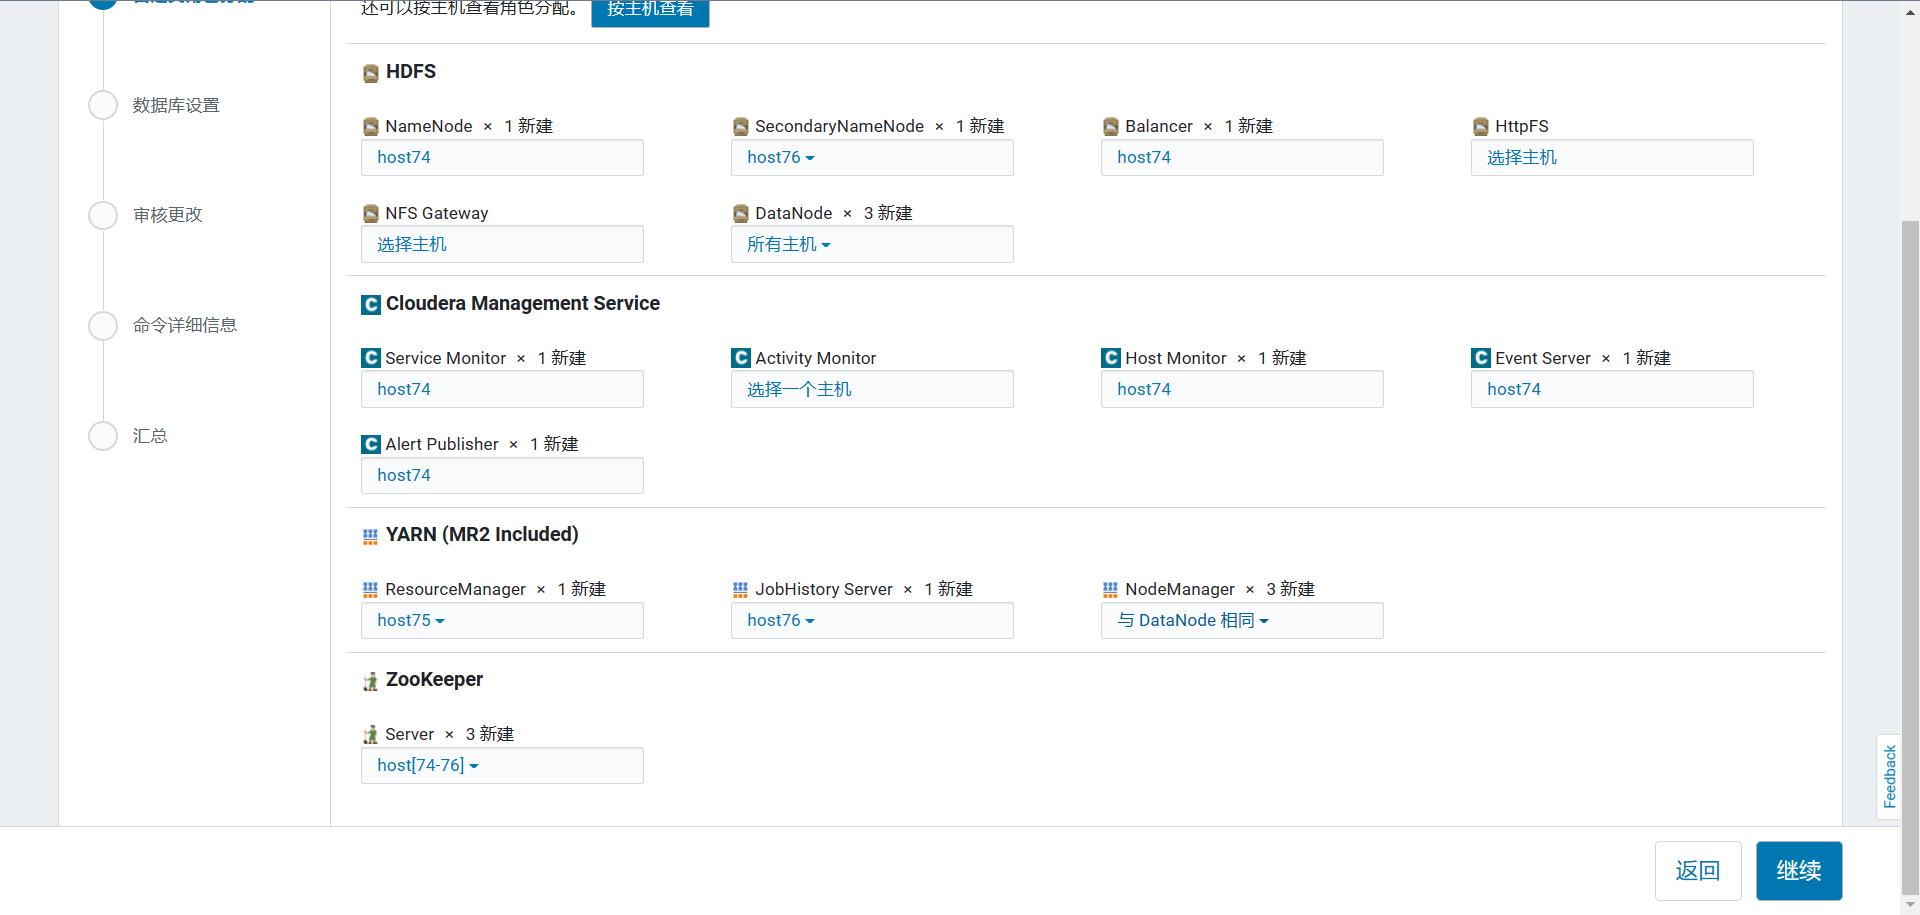 还可以按主机查看角色分配。 按主机查看
数据库设置
审核更改
命令详细信息
汇总
HDFS
NameNode × 1 新建
host74
SecondaryNameNode × 1 新建
host76
Balancer × 1 新建
host74
HttpFS
选择主机
NFS Gateway
选择主机
DataNode × 3 新建
所有主机
Cloudera Management Service
Service Monitor × 1 新建
host74
Activity Monitor
选择一个主机
Host Monitor × 1 新建
host74
Event Server × 1 新建
host74
Alert Publisher × 1 新建
host74
YARN (MR2 Included)
ResourceManager × 1 新建
host75
JobHistory Server × 1 新建
host76
NodeManager × 3 新建
与 DataNode 相同
ZooKeeper
Server × 3 新建
host[74-76]
Feedback
返回
继续